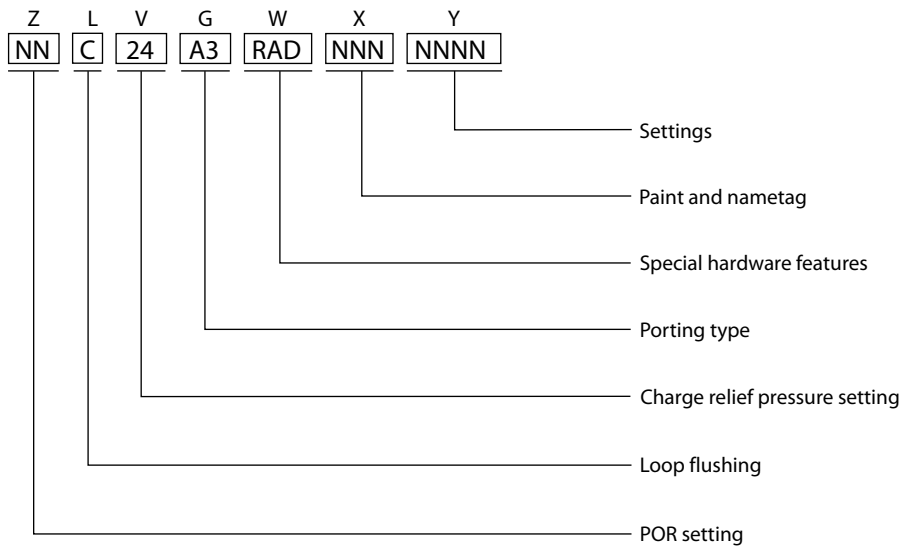 Z L V G W X Y
NN C 24 A3 RAD NNN NNNN
Settings
Paint and nametag
Special hardware features
Porting type
Charge relief pressure setting
Loop flushing
POR setting